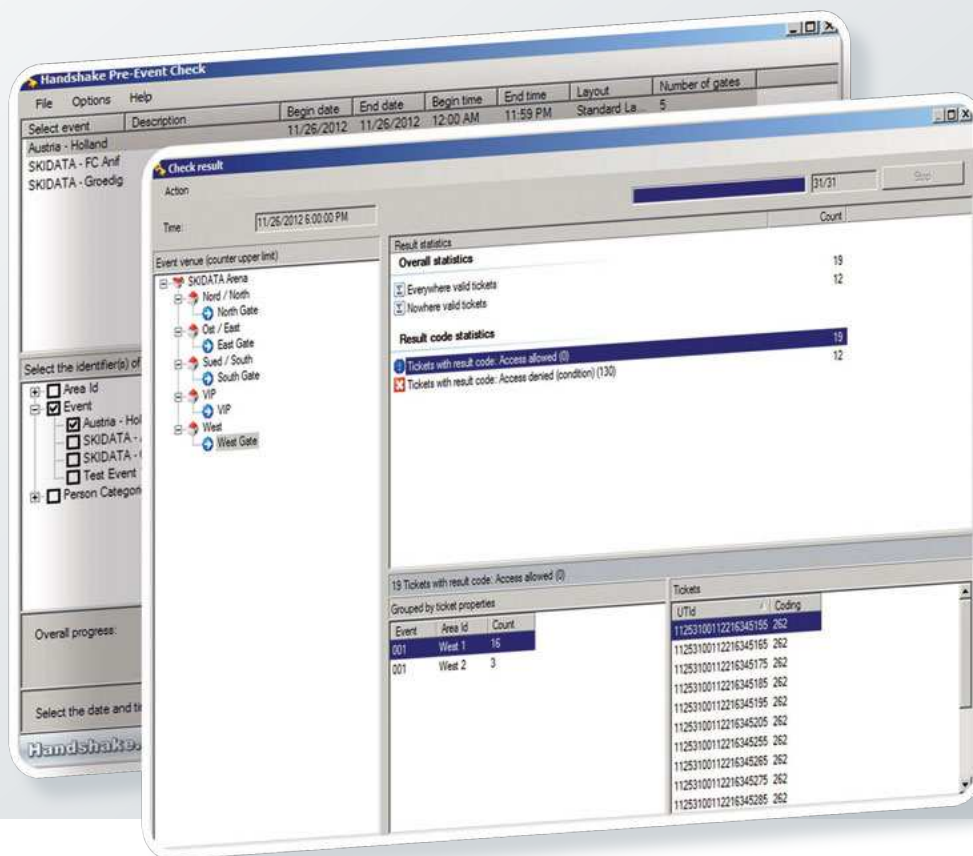 Handshake Pre-Event Check
File Options Help
Select event Description Begin date End date Begin time End time Layout Number of gates
Austria - Holland 11/26/2012 11/26/2012 12:00 AM 11:59 PM Standard La... 5
SKIDATA - FC Anif
SKIDATA - Groedig
Select the identifier(s) of
Area Id
Event
Austria - Hol
SKIDATA -
SKIDATA -
Test Event
Person Categori
Overall progress:
Select the date and ti
Handshake.
Check result
Action
Time: 11/26/2012 6:00:00 PM
31/31 Stop
Event venue (counter upper limit)
SKIDATA Arena
Nord / North
North Gate
Ost / East
East Gate
Sued / South
South Gate
VIP
VIP
West
West Gate
Result statistics Count
Overall statistics
Everywhere valid tickets 19
Nowhere valid tickets 12
Result code statistics
Tickets with result code: Access allowed (0) 19
Tickets with result code: Access denied (condition) (130) 12
19 Tickets with result code: Access allowed (0)
Grouped by ticket properties
Event Area Id Count
001 West 1 16
001 West 2 3
Tickets
UTId Coding
11253100112216345155 262
11253100112216345165 262
11253100112216345175 262
11253100112216345185 262
11253100112216345195 262
11253100112216345205 262
11253100112216345255 262
11253100112216345265 262
11253100112216345275 262
11253100112216345285 262